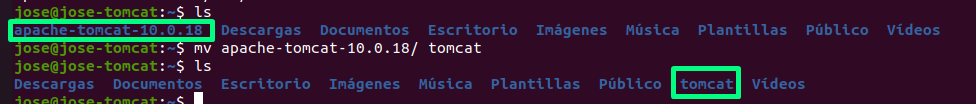 jose@jose-tomcat:~$ ls
apache-tomcat-10.0.18 Descargas Documentos Escritorio Imágenes Música Plantillas Público Vídeos
jose@jose-tomcat:~$ mv apache-tomcat-10.0.18/ tomcat
jose@jose-tomcat:~$ ls
Descargas Documentos Escritorio Imágenes Música Plantillas Público tomcat Vídeos
jose@jose-tomcat:~$